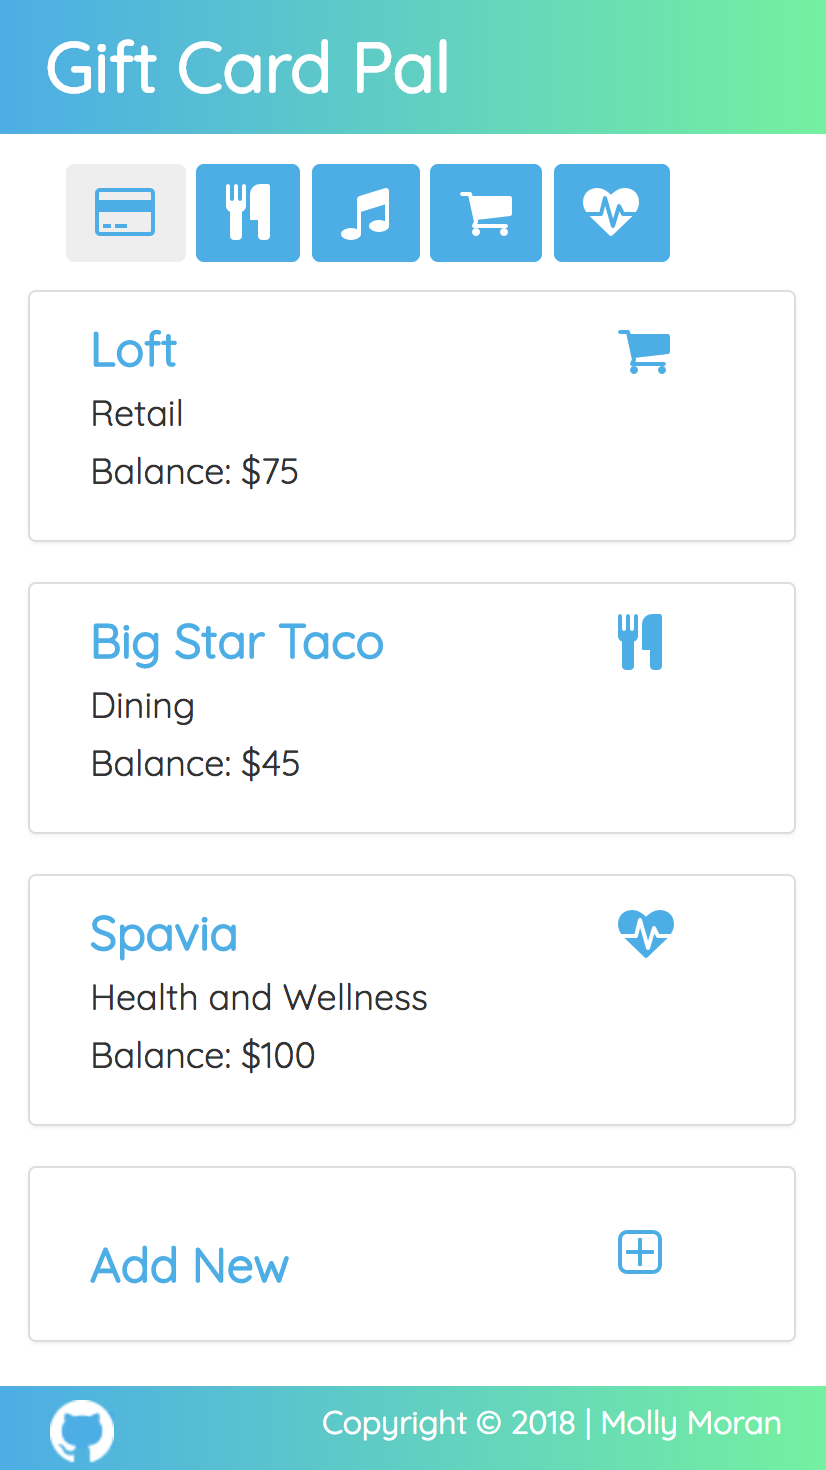 Gift Card Pal
Loft
Retail
Balance: $75
Big Star Taco
Dining
Balance: $45
Spavia
Health and Wellness
Balance: $100
Add New
Copyright © 2018 | Molly Moran